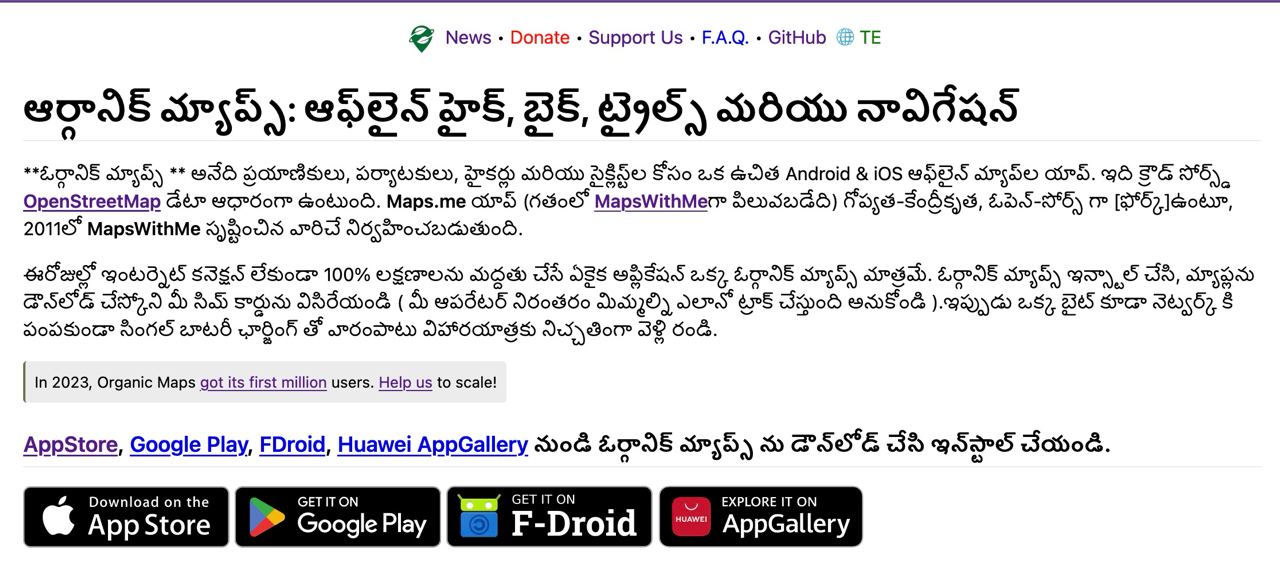 News • Donate • Support Us • F.A.Q. • GitHub 🌐 TE
ఆర్గానిక్ మ్యాప్స్: ఆఫ్‌లైన్ హైక్, బైక్, ట్రైల్స్ మరియు నావిగేషన్
**ఓర్గానిక్ మ్యాప్స్ ** అనేది ప్రయాణికులు, పర్యాటకులు, హైకర్లు మరియు సైక్లిస్ట్‌ల కోసం ఒక ఉచిత Android & iOS ఆఫ్‌లైన్ మ్యాప్‌ల యాప్. ఇది క్రౌడ్ సోర్స్డ్
OpenStreetMap డేటా ఆధారంగా ఉంటుంది. Maps.me యాప్ (గతంలో MapsWithMeగా పిలువబడేది) గోప్యత-కేంద్రీకృత, ఓపెన్-సోర్స్ గా [ఫోర్క్]ఉంటూ,
2011లో MapsWithMe సృష్టించిన వారిచే నిర్వహించబడుతుంది.
ఈరోజుల్లో ఇంటర్నెట్ కనెక్షన్ లేకుండా 100% లక్షణాలను మద్దతు చేసే ఏకైక అప్లికేషన్ ఒక్క ఓర్గానిక్ మ్యాప్స్ మాత్రమే. ఓర్గానిక్ మ్యాప్స్ ఇన్స్టాల్ చేసి, మ్యాప్లను
డౌన్‌లోడ్ చేస్కోని మీ సిమ్ కార్డును విసిరేయండి ( మీ ఆపరేటర్ నిరంతరం మిమ్మల్ని ఎలానో ట్రాక్ చేస్తుంది అనుకోండి ).ఇప్పుడు ఒక్క బైట్ కూడా నెట్వర్క్ కి
పంపకుండా సింగల్ బాటరీ ఛార్జింగ్ తో వారంపాటు విహారయాత్రకు నిచ్చతింగా వెళ్లి రండి.
In 2023, Organic Maps got its first million users. Help us to scale!
AppStore, Google Play, FDroid, Huawei AppGallery నుండి ఓర్గానిక్ మ్యాప్స్ ను డౌన్‌లోడ్ చేసి ఇన్‌స్టాల్ చేయండి.
Download on the App Store
GET IT ON Google Play
GET IT ON F-Droid
HUAWEI EXPLORE IT ON AppGallery